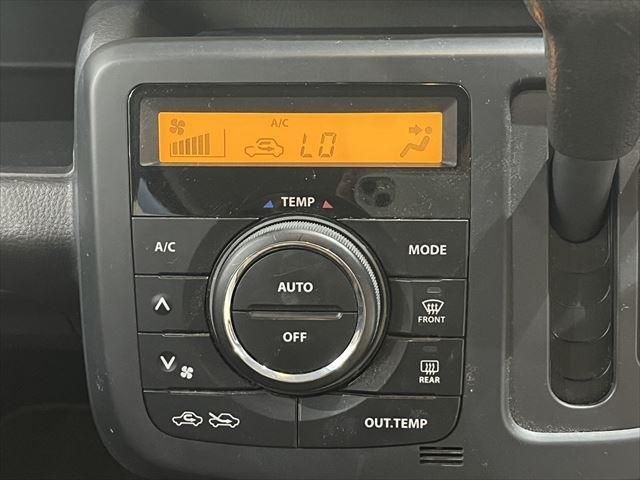 A/C
LO
TEMP
A/C
MODE
AUTO
OFF
FRONT
REAR
OUT.TEMP